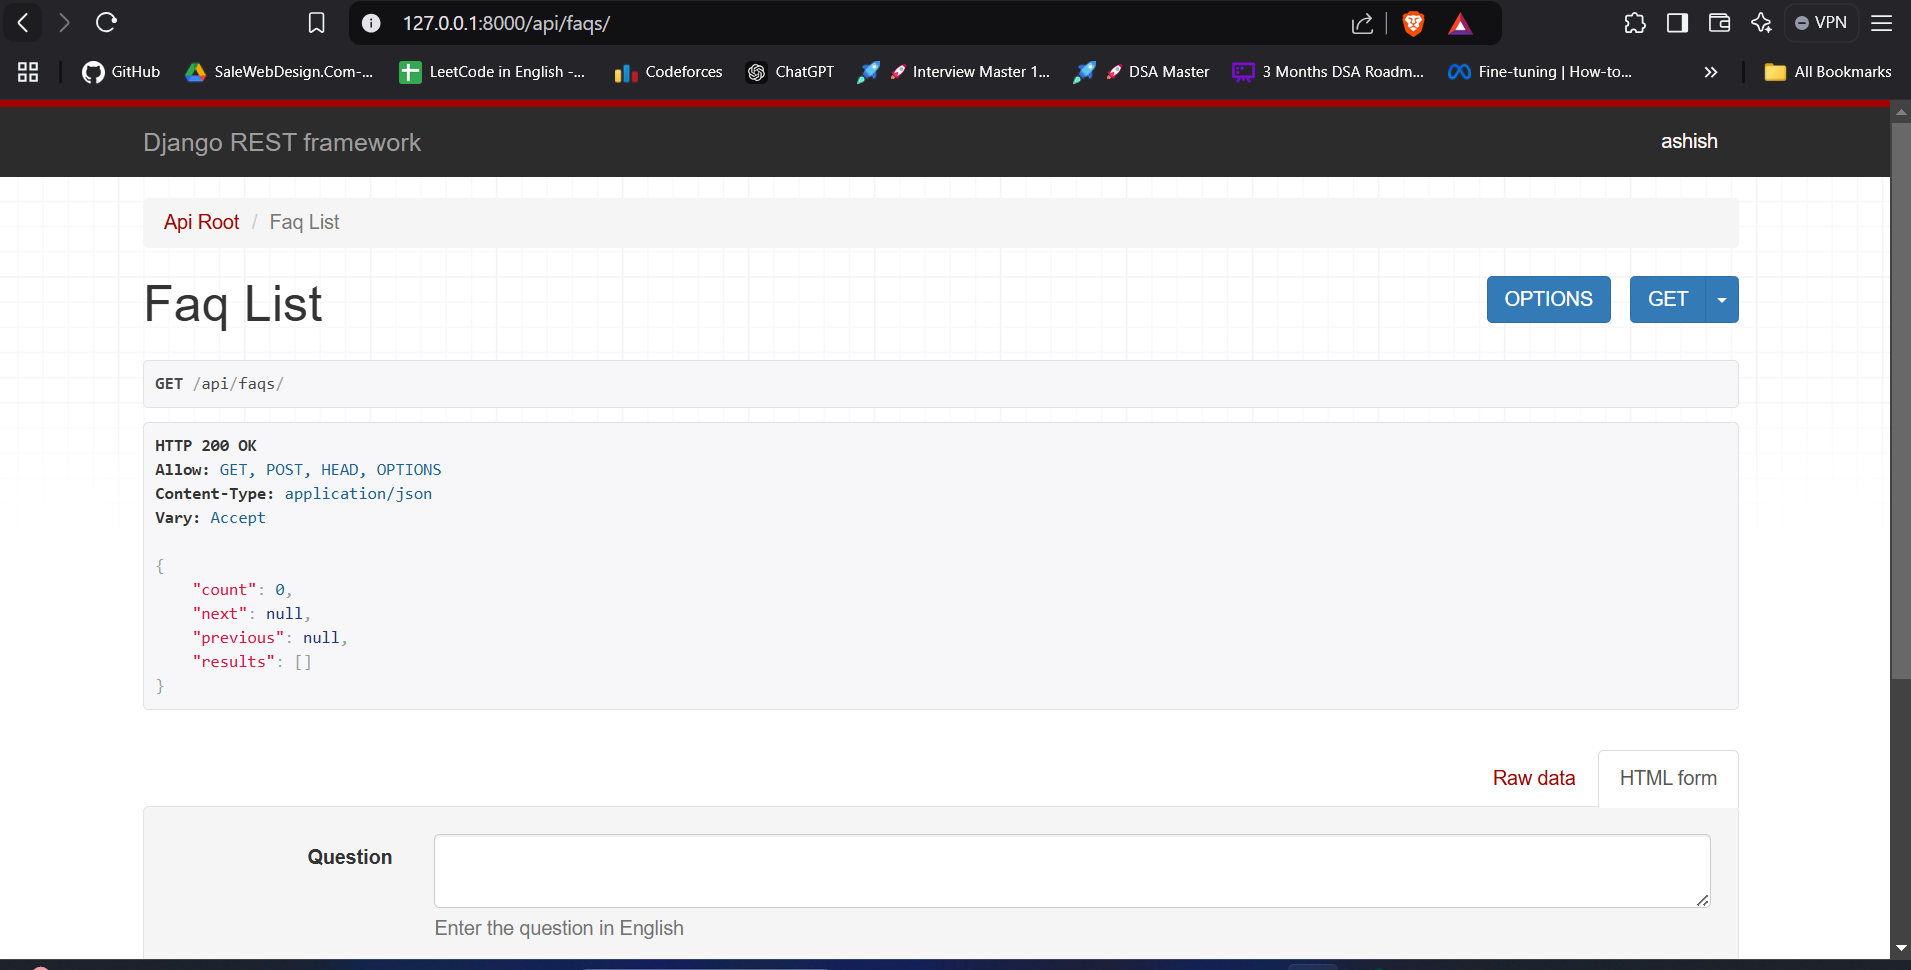 127.0.0.1:8000/api/faqs/
VPN
GitHub
SaleWebDesign.Com-...
LeetCode in English -...
Codeforces
ChatGPT
Interview Master 1...
DSA Master
3 Months DSA Roadm...
Fine-tuning | How-to...
All Bookmarks
Django REST framework
ashish
Api Root / Faq List
Faq List
OPTIONS
GET
GET /api/faqs/
HTTP 200 OK
Allow: GET, POST, HEAD, OPTIONS
Content-Type: application/json
Vary: Accept
{
    "count": 0,
    "next": null,
    "previous": null,
    "results": []
}
Raw data
HTML form
Question
Enter the question in English